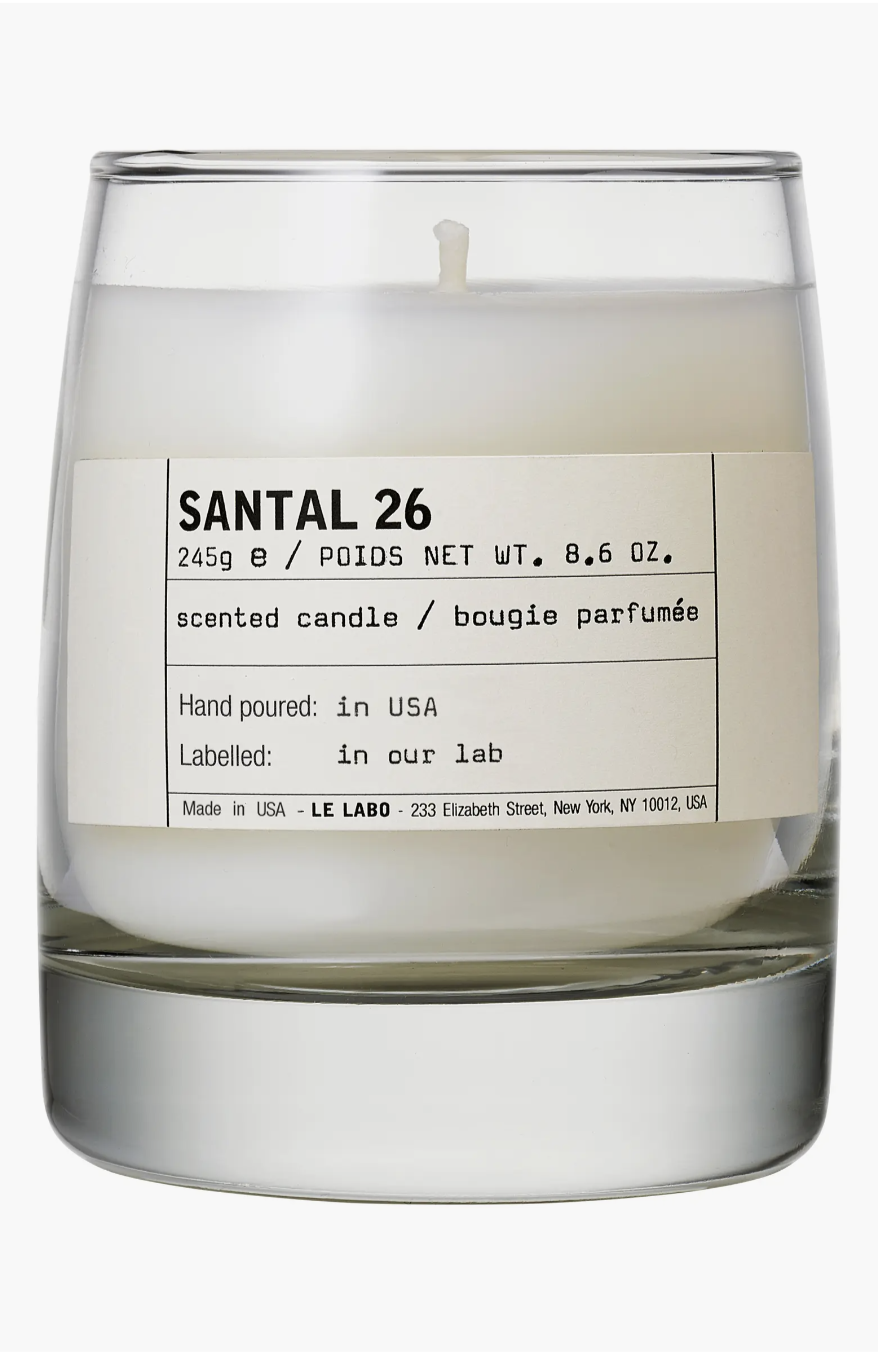 SANTAL 26
245g e / POIDS NET WT. 8.6 OZ.
scented candle / bougie parfumée
Hand poured: in USA
Labelled: in our lab
Made in USA - LE LABO - 233 Elizabeth Street, New York, NY 10012, USA